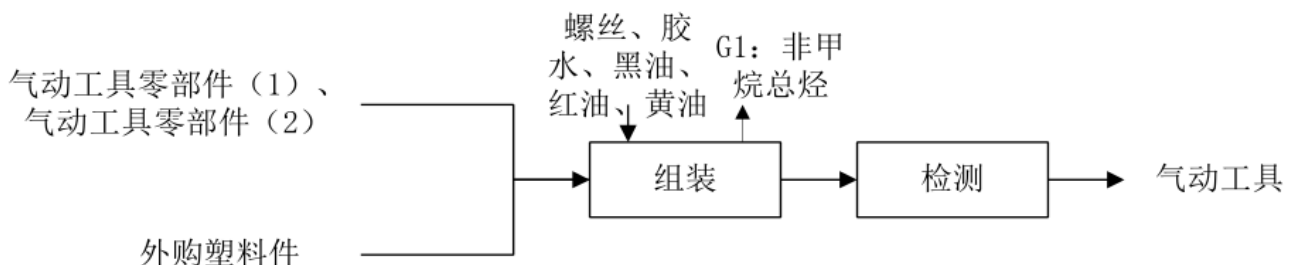 气动工具零部件（1）、
气动工具零部件（2）
外购塑料件
螺丝、胶
水、黑油、
红油、黄油
G1：非甲
烷总烃
组装
检测
气动工具